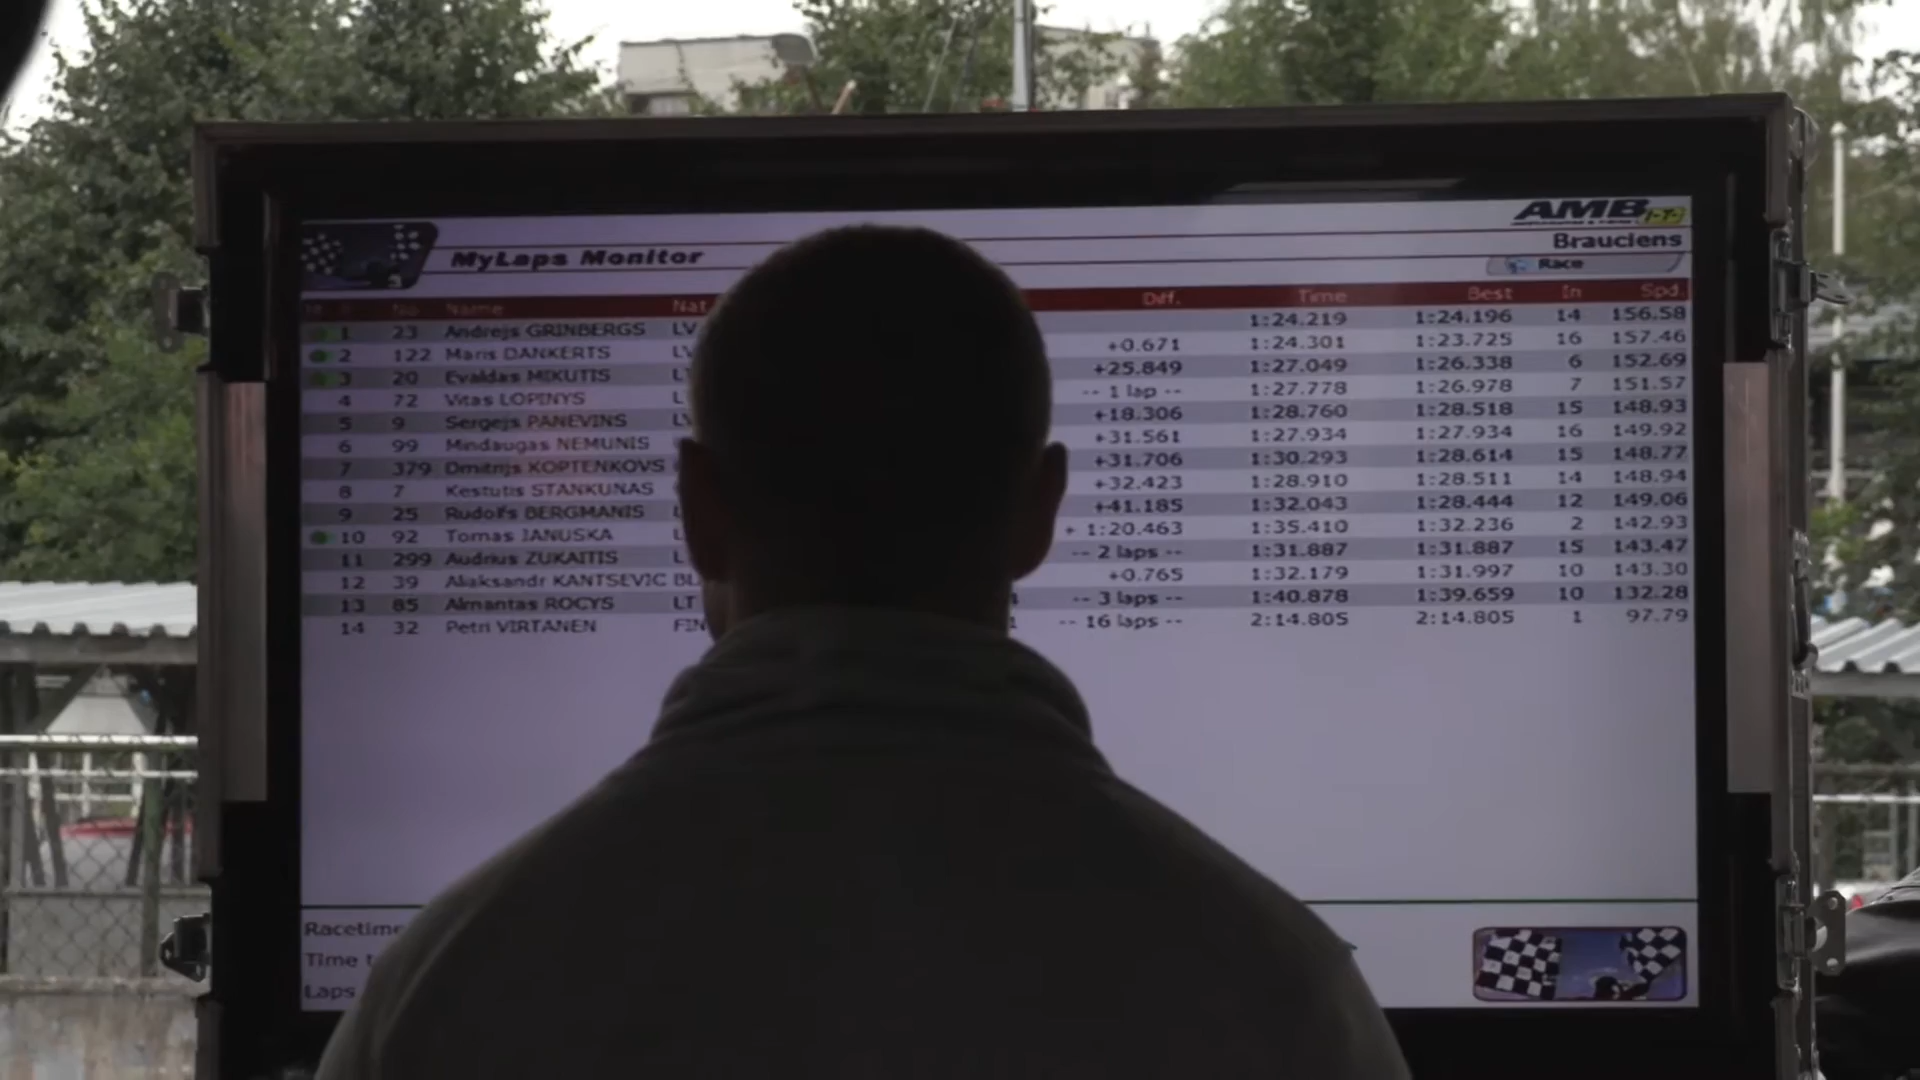 AMB i-t-
Brauciens
MyLaps Monitor
Race
No Name Nat Diff. Time Best In Spd.
1 23 Andrejs GRINBERGS LV 1:24.219 1:24.196 14 156.58
2 122 Maris DANKERTS LV +0.671 1:24.301 1:23.725 16 157.46
3 20 Evaldas MIKUTIS +25.849 1:27.049 1:26.338 6 152.69
4 72 Vitas LOPINYS -- 1 lap -- 1:27.778 1:26.978 7 151.57
5 9 Sergejs PANEVINS LV +18.306 1:28.760 1:28.518 15 148.93
6 99 Mindaugas NEMUNIS +31.561 1:27.934 1:27.934 16 149.92
7 379 Dmitrijs KOPTENKOVS +31.706 1:30.293 1:28.614 15 148.77
8 7 Kestutis STANKUNAS +32.423 1:28.910 1:28.511 14 148.94
9 25 Rudolfs BERGMANIS +41.185 1:32.043 1:28.444 12 149.06
10 92 Tomas JANUSKA + 1:20.463 1:35.410 1:32.236 2 142.93
11 299 Audrius ZUKAITIS -- 2 laps -- 1:31.887 1:31.887 15 143.47
12 39 Aliaksandr KANTSEVIC +0.765 1:32.179 1:31.997 10 143.30
13 85 Almantas ROCYS LT -- 3 laps -- 1:40.878 1:39.659 10 132.28
14 32 Petri VIRTANEN FIN 1 -- 16 laps -- 2:14.805 2:14.805 1 97.79
Racetime
Time
Laps